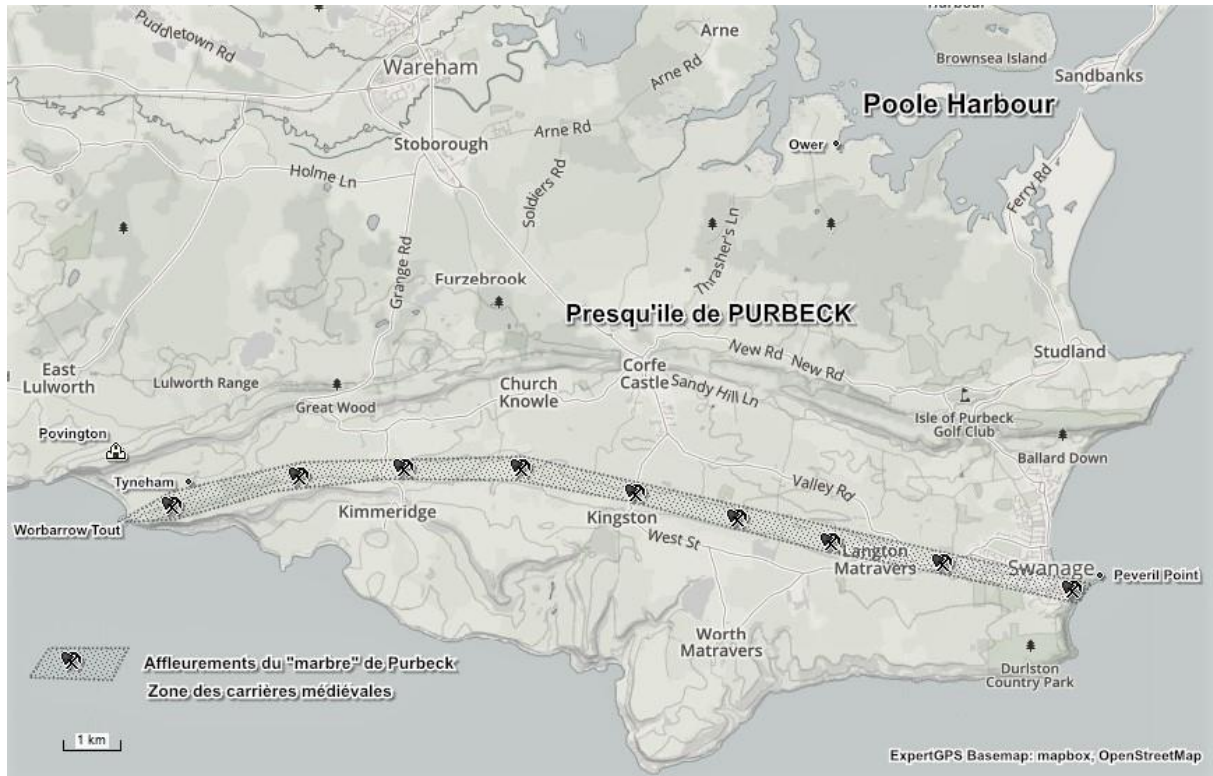 Harbour
Puddletown Rd
Arne
Brownsea Island
Wareham
Sandbanks
Arne Rd
Poole Harbour
Arne Rd
Stoborough
Ower
Holme Ln
Soldiers Rd
Ferry Rd
Thrasher's Ln
Grange Rd
Furzebrook
Presqu'ile de PURBECK
New Rd
New Rd
Studland
East
Lulworth
Lulworth Range
Corfe
Castle
Church
Knowle
Sandy Hill Ln
Great Wood
Isle of Purbeck
Golf Club
Povington
Ballard Down
Tyneham
Valley Rd
Kimmeridge
Kingston
Worbarrow Tout
West St
Langton
Matravers
Swanage
Peveril Point
Worth
Matravers
Durlston
Country Park
Affleurements du "marbre" de Purbeck
Zone des carrières médiévales
1 km
ExpertGPS Basemap: mapbox, OpenStreetMap